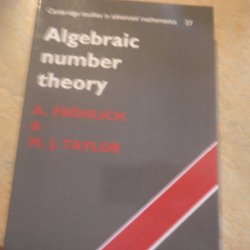 Cambridge studies in advanced mathematics 27
Algebraic
number
theory
A. FRÖHLICH
&
M. J. TAYLOR